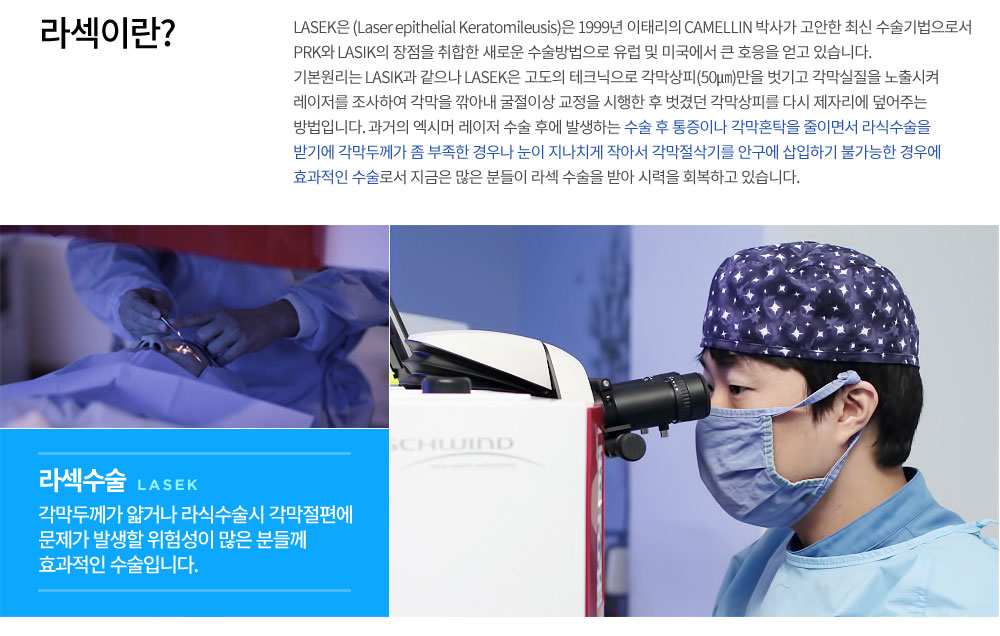 라섹이란?
LASEK은 (Laser epithelial Keratomileusis)은 1999년 이태리의 CAMELLIN 박사가 고안한 최신 수술기법으로서
PRK와 LASIK의 장점을 취합한 새로운 수술방법으로 유럽 및 미국에서 큰 호응을 얻고 있습니다.
기본원리는 LASIK과 같으나 LASEK은 고도의 테크닉으로 각막상피(50㎛)만을 벗기고 각막실질을 노출시켜
레이저를 조사하여 각막을 깎아내 굴절이상 교정을 시행한 후 벗겼던 각막상피를 다시 제자리에 덮어주는
방법입니다. 과거의 엑시머 레이저 수술 후에 발생하는 수술 후 통증이나 각막혼탁을 줄이면서 라식수술을
받기에 각막두께가 좀 부족한 경우나 눈이 지나치게 작아서 각막절삭기를 안구에 삽입하기 불가능한 경우에
효과적인 수술로서 지금은 많은 분들이 라섹 수술을 받아 시력을 회복하고 있습니다.
SCHWIND
라섹수술 LASEK
각막두께가 얇거나 라식수술시 각막절편에
문제가 발생할 위험성이 많은 분들께
효과적인 수술입니다.